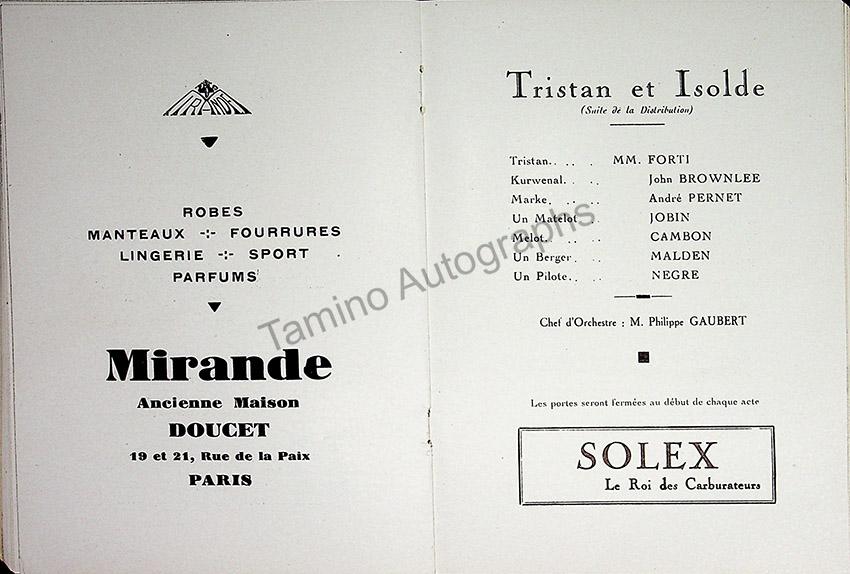 MIRANDE
ROBES
MANTEAUX -:- FOURRURES
LINGERIE -:- SPORT
PARFUMS
Mirande
Ancienne Maison
DOUCET
19 et 21, Rue de la Paix
PARIS
Tristan et Isolde
(Suite de la Distribution)
Tristan.. .. . MM. FORTI
Kurwenal. . .. John BROWNLEE
Marke. .. .. André PERNET
Un Matelot .. JOBIN
Melot. .. .. CAMBON
Un Berger. .. MALDEN
Un Pilote.. .. NEGRE
Chef d'Orchestre : M. Philippe GAUBERT
Les portes seront fermées au début de chaque acte
SOLEX
Le Roi des Carburateurs
Tamino Autographs